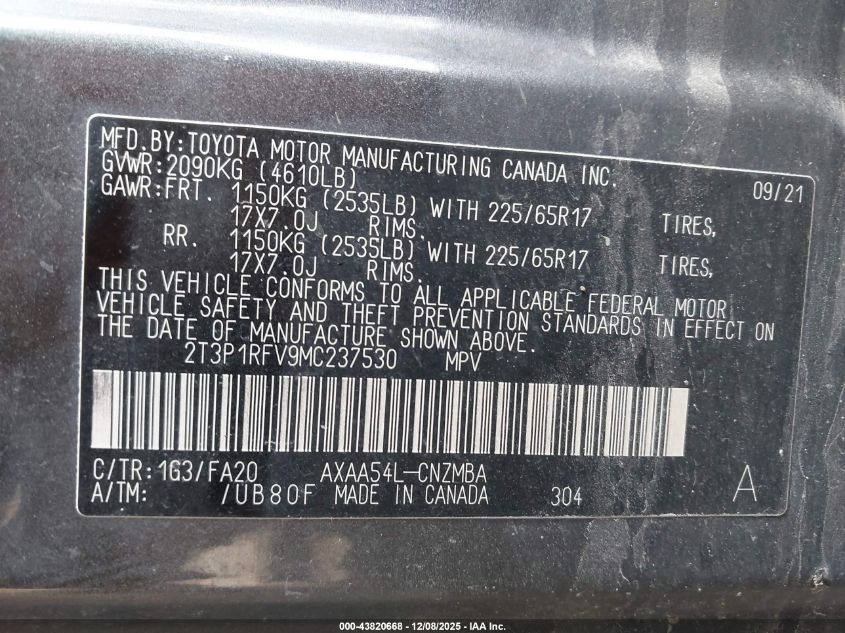 MFD.BY:TOYOTA MOTOR MANUFACTURING CANADA INC. 09/21
GVWR:2090KG (4610LB)
GAWR:FRT. 1150KG (2535LB) WITH 225/65R17 TIRES,
17X7.0J RIMS.
RR. 1150KG (2535LB) WITH 225/65R17 TIRES,
17X7.0J RIMS.
THIS VEHICLE CONFORMS TO ALL APPLICABLE FEDERAL MOTOR
VEHICLE SAFETY AND THEFT PREVENTION STANDARDS IN EFFECT ON
THE DATE OF MANUFACTURE SHOWN ABOVE.
2T3P1RFV9MC237530 MPV
C/TR:1G3/FA20 AXAA54L-CNZMBA
A/TM: /UB80F MADE IN CANADA 304 A
000-43820668 - 12/08/2025 - IAA Inc.